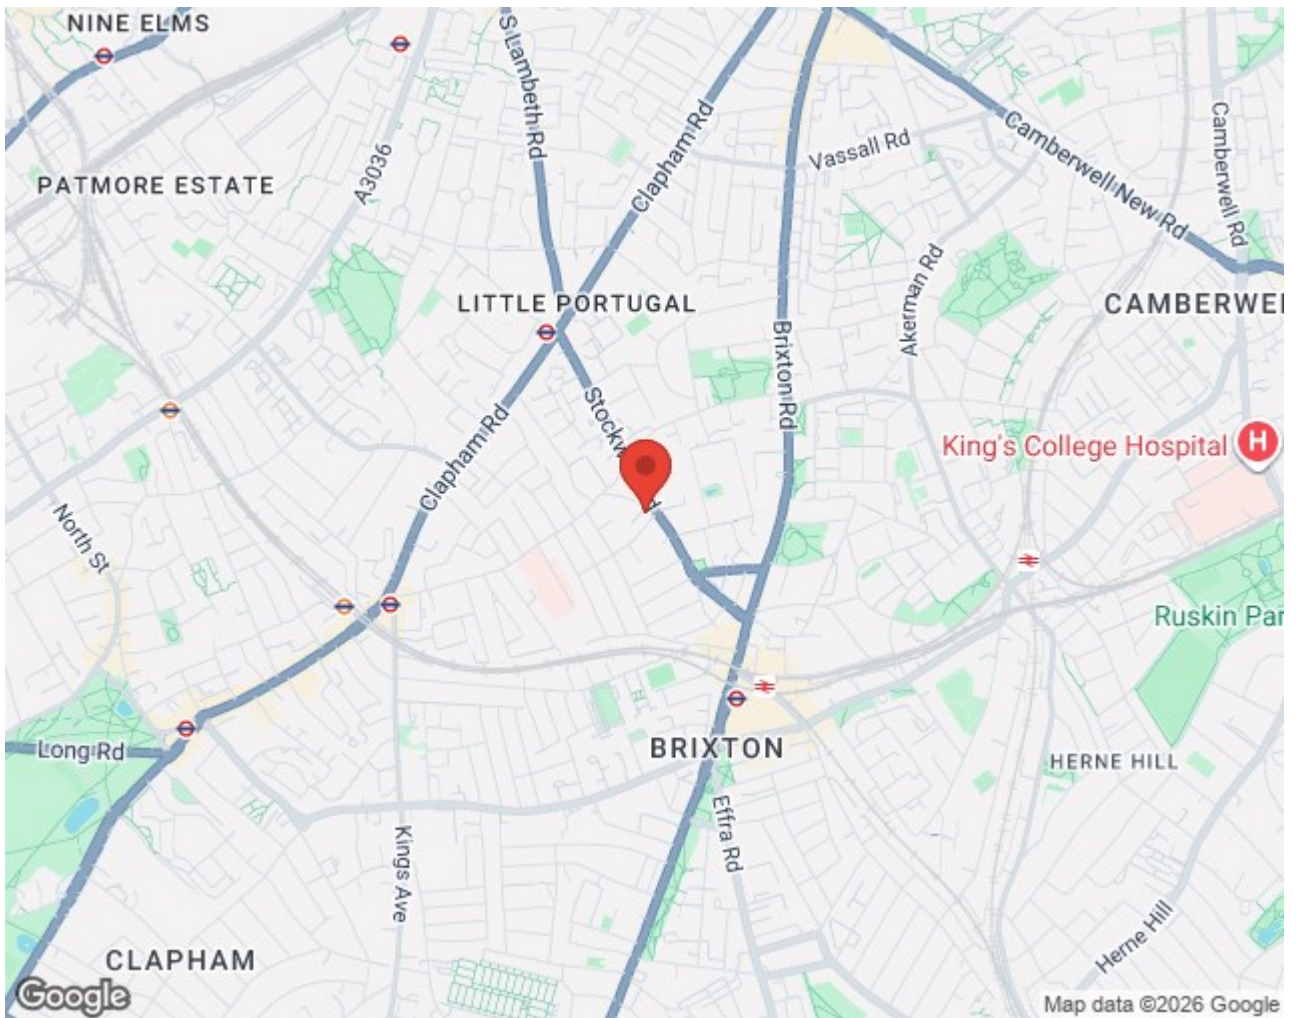 NINE ELMS
S Lambeth Rd
Clapham Rd
Camberwell New Rd
Camberwell Rd
Vassall Rd
A3036
PATMORE ESTATE
LITTLE PORTUGAL
Akerman Rd
CAMBERWE
Brixton Rd
Clapham Rd
King's College Hospital
H
North St
Ruskin Par
Long Rd
BRIXTON
HERNE HILL
Effra Rd
Kings Ave
Herne Hill
CLAPHAM
Google
Map data ©2026 Google